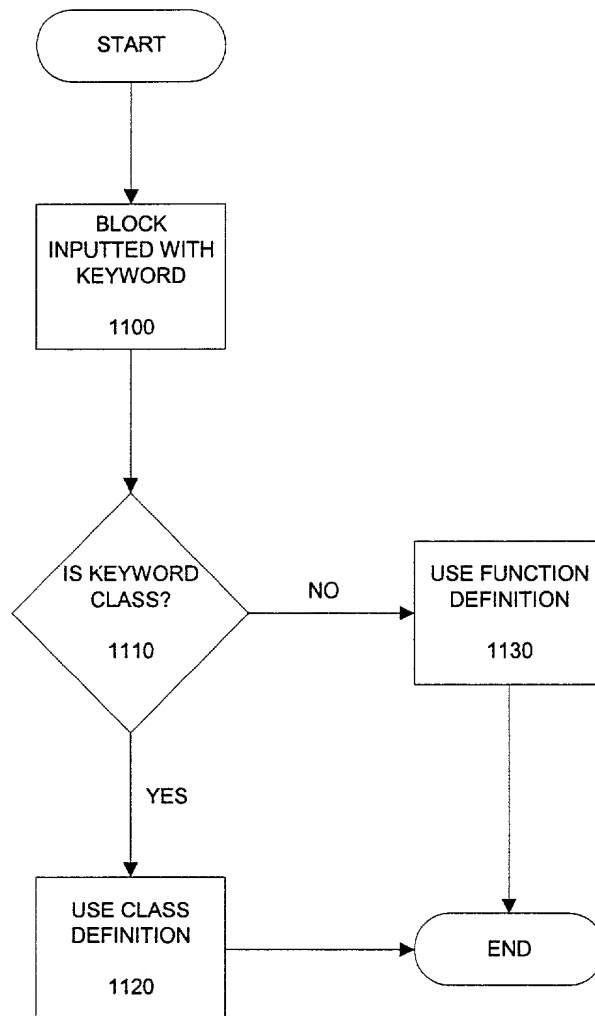 START
BLOCK
INPUTTED WITH
KEYWORD
1100
IS KEYWORD
CLASS?
1110
NO
USE FUNCTION
DEFINITION
1130
YES
USE CLASS
DEFINITION
1120
END